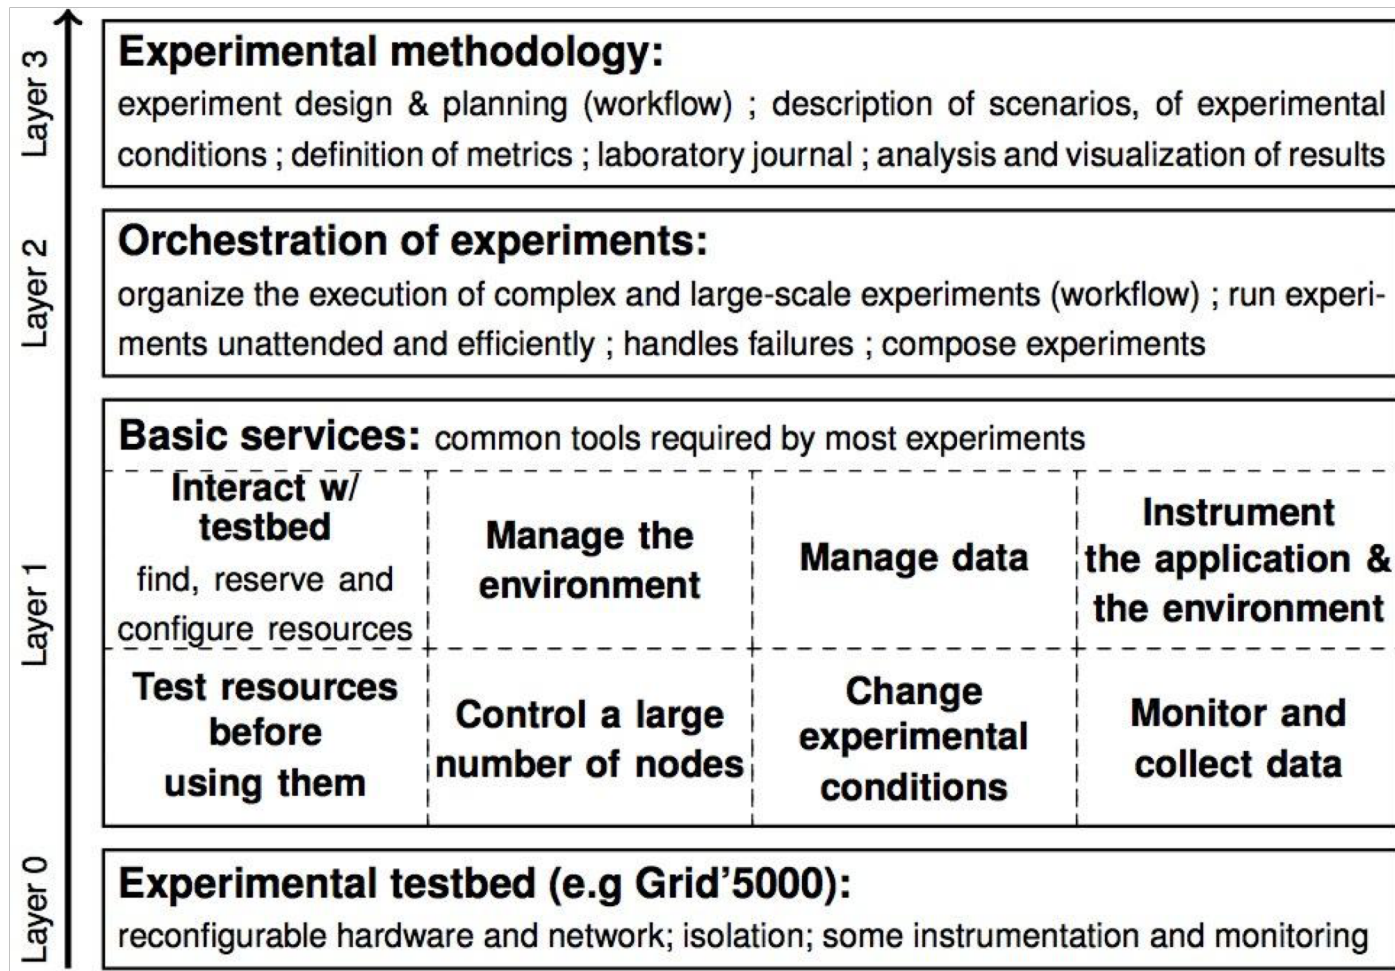 Layer 3
Experimental methodology:
experiment design & planning (workflow) ; description of scenarios, of experimental
conditions ; definition of metrics ; laboratory journal ; analysis and visualization of results
Layer 2
Orchestration of experiments:
organize the execution of complex and large-scale experiments (workflow) ; run experi-
ments unattended and efficiently ; handles failures ; compose experiments
Layer 1
Basic services: common tools required by most experiments
Interact w/
testbed
find, reserve and
configure resources
Manage the
environment
Manage data
Instrument
the application &
the environment
Test resources
before
using them
Control a large
number of nodes
Change
experimental
conditions
Monitor and
collect data
Layer 0
Experimental testbed (e.g Grid'5000):
reconfigurable hardware and network; isolation; some instrumentation and monitoring